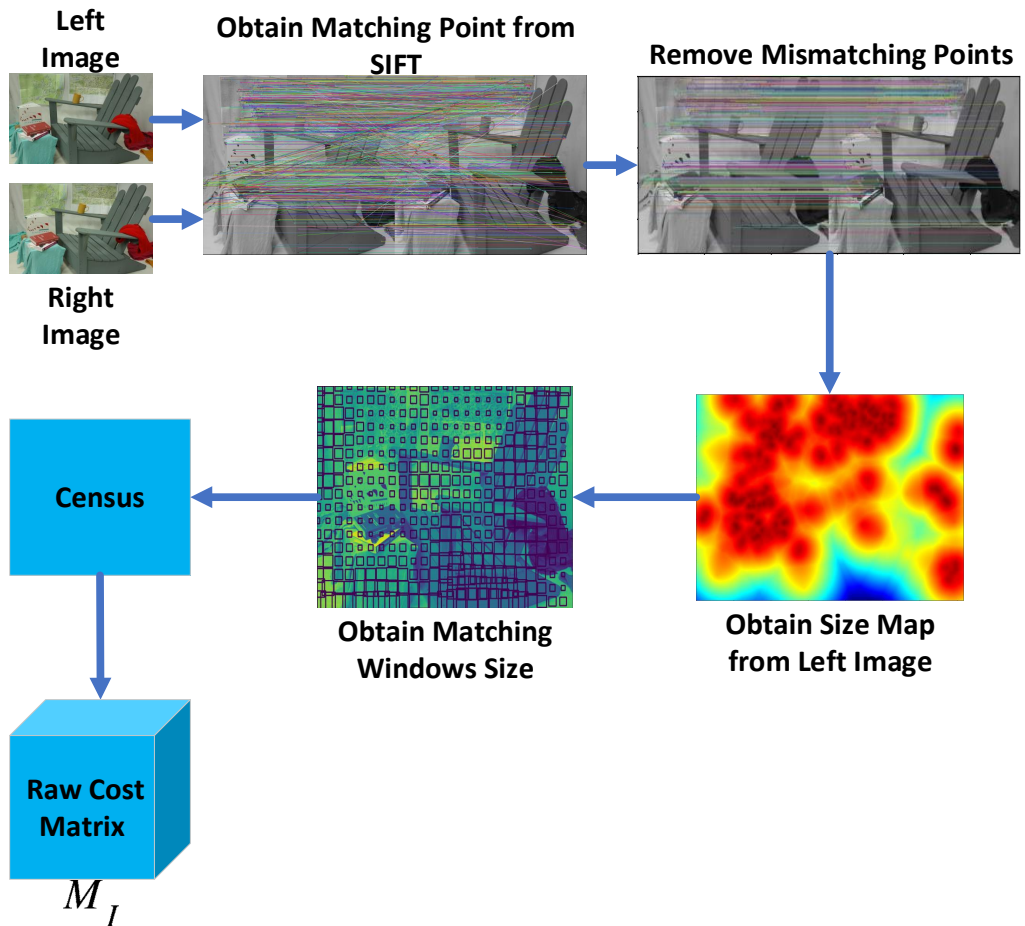 Left
Image
Obtain Matching Point from
SIFT
Remove Mismatching Points
Right
Image
Census
Obtain Matching
Windows Size
Obtain Size Map
from Left Image
Raw Cost
Matrix
M I